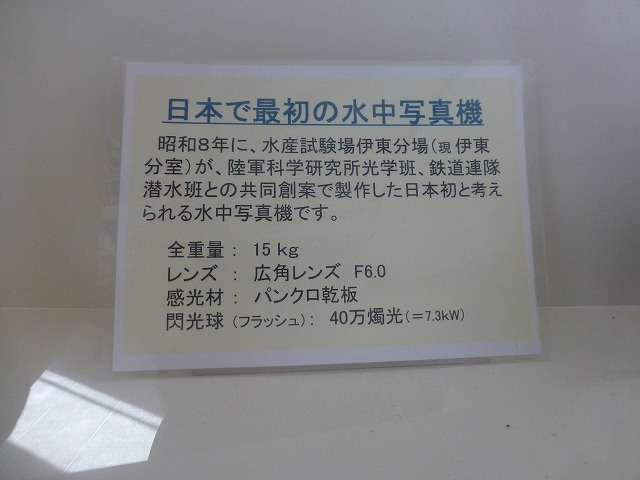 日本で最初の水中写真機
昭和8年に、水産試験場伊東分場(現 伊東
分室)が、陸軍科学研究所光学班、鉄道連隊
潜水班との共同創案で製作した日本初と考え
られる水中写真機です。
全重量： 15kg
レンズ ： 広角レンズ F6.0
感光材： パンクロ乾板
閃光球(フラッシュ)： 40万燭光(＝7.3kW)